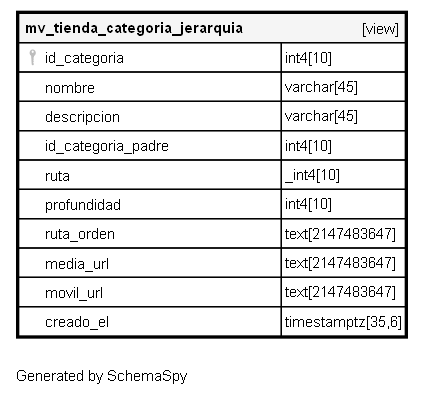 mv_tienda_categoria_jerarquia [view]
id_categoria int4[10]
nombre varchar[45]
descripcion varchar[45]
id_categoria_padre int4[10]
ruta _int4[10]
profundidad int4[10]
ruta_orden text[2147483647]
media_url text[2147483647]
movil_url text[2147483647]
creado_el timestamptz[35,6]
Generated by SchemaSpy